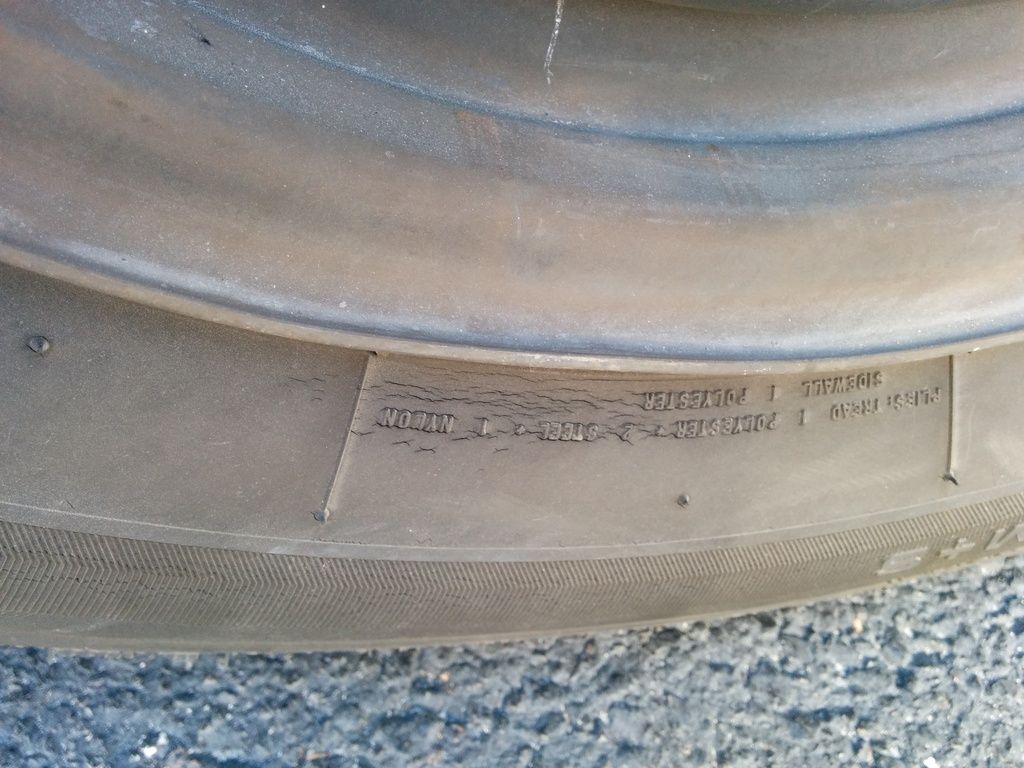 PLIES: TREAD 1 POLYESTER + 2 STEEL + 1 NYLON
SIDEWALL 1 POLYESTER